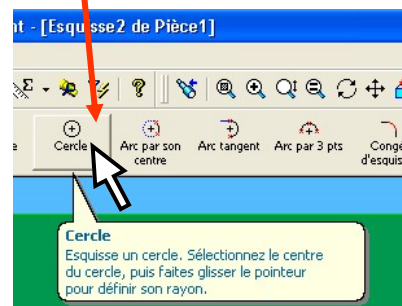 nt - [Esquisse2 de Pièce1]
Cercle
Arc par son
centre
Arc tangent
Arc par 3 pts
Cong
d'esquis
Cercle
Esquisse un cercle. Sélectionnez le centre
du cercle, puis faites glisser le pointeur
pour définir son rayon.